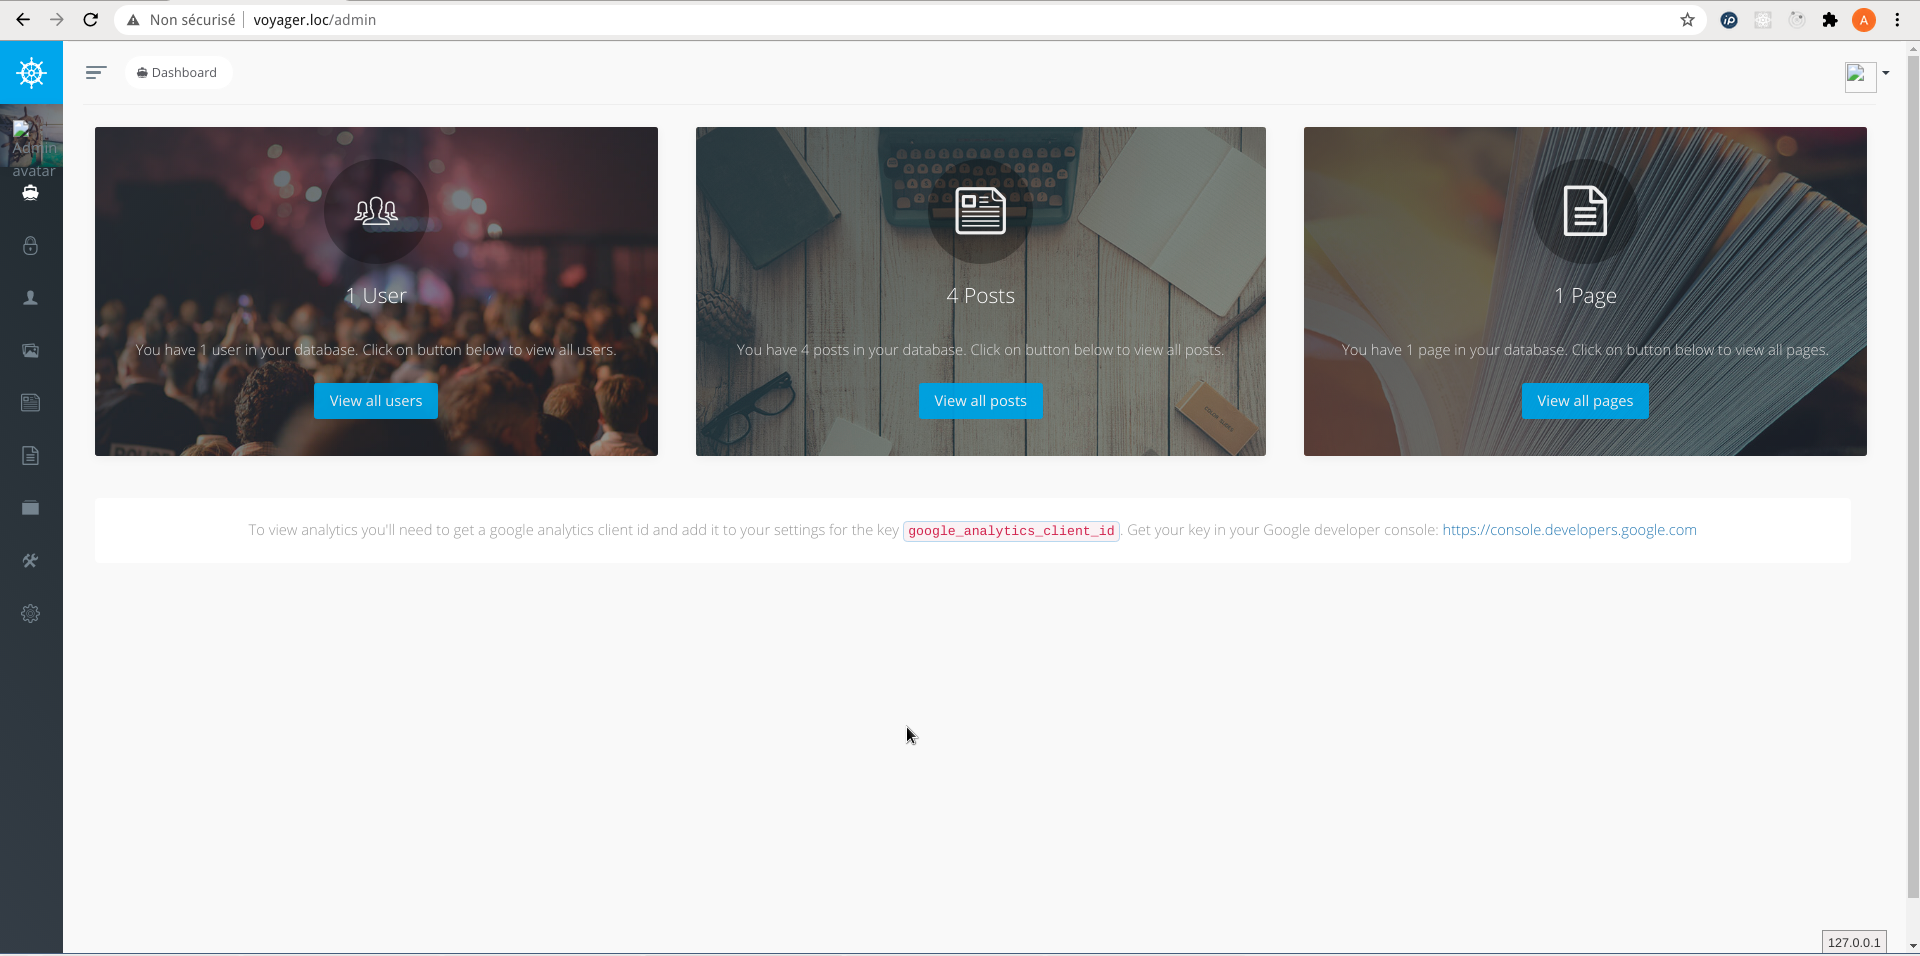 Non sécurisé voyager.loc/admin
A
Dashboard
Admin
avatar
1 User
You have 1 user in your database. Click on button below to view all users.
View all users
4 Posts
You have 4 posts in your database. Click on button below to view all posts.
View all posts
1 Page
You have 1 page in your database. Click on button below to view all pages.
View all pages
To view analytics you'll need to get a google analytics client id and add it to your settings for the key google_analytics_client_id. Get your key in your Google developer console: https://console.developers.google.com
127.0.0.1